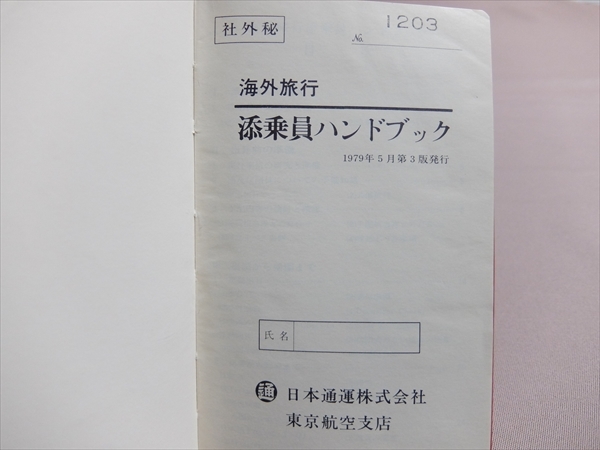 社外秘
No. 1203
海外旅行
添乗員ハンドブック
1979年5月第3版発行
氏名
通 日本通運株式会社
東京航空支店